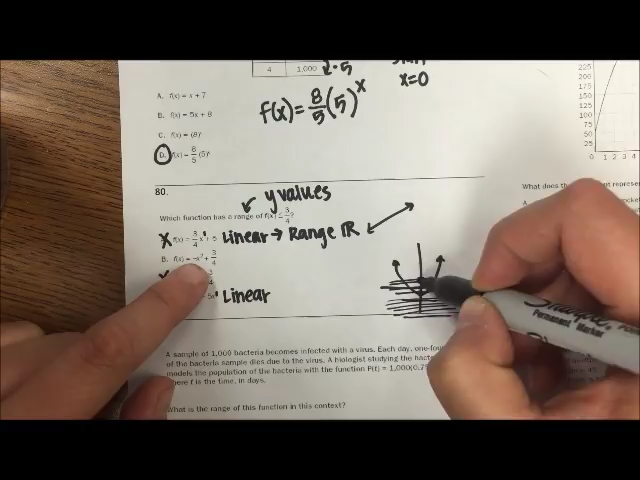 4 1,000 ↓ · 5
x=0
A. f(x) = x + 7
B. f(x) = 5x + 8
C. f(x) = (8)ˣ
D. f(x) = 8/5 (5)ˣ
f(x) = 8/5 (5)ˣ
225
200
175
150
125
100
75
50
25
0 1 2 3 4
80.
y values
What does the represent
Which function has a range of f(x) ≤ 3/4?
X f(x) = 3/4 x + 5 Linear → Range ℝ
B. f(x) = -x² + 3/4
Linear
Sharpie
Permanent Marker
A sample of 1,000 bacteria becomes infected with a virus. Each day, one-four
of the bacteria sample dies due to the virus. A biologist studying the bact
models the population of the bacteria with the function P(t) = 1,000(0.75
where t is the time, in days.
What is the range of this function in this context?